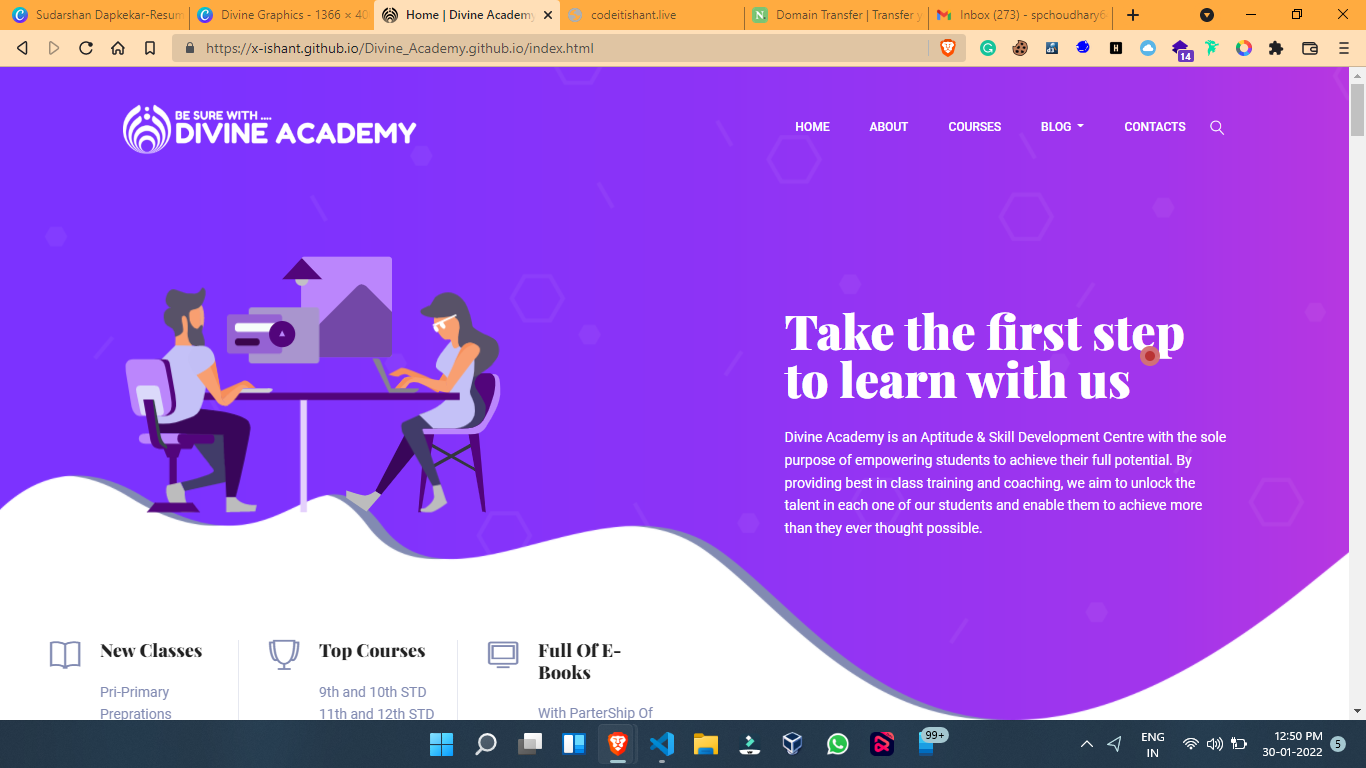 Sudarshan Dapkekar-Resum
Divine Graphics - 1366 × 40
Home | Divine Academy
codeitishant.live
Domain Transfer | Transfer y
Inbox (273) - spchoudhary6
https://x-ishant.github.io/Divine_Academy.github.io/index.html
14
BE SURE WITH ....
DIVINE ACADEMY
HOME
ABOUT
COURSES
BLOG
CONTACTS
Take the first step
to learn with us
Divine Academy is an Aptitude & Skill Development Centre with the sole
purpose of empowering students to achieve their full potential. By
providing best in class training and coaching, we aim to unlock the
talent in each one of our students and enable them to achieve more
than they ever thought possible.
New Classes
Pri-Primary
Preprations
Top Courses
9th and 10th STD
11th and 12th STD
Full Of E-
Books
With ParterShip Of
99+
ENG
IN
12:50 PM
30-01-2022
5